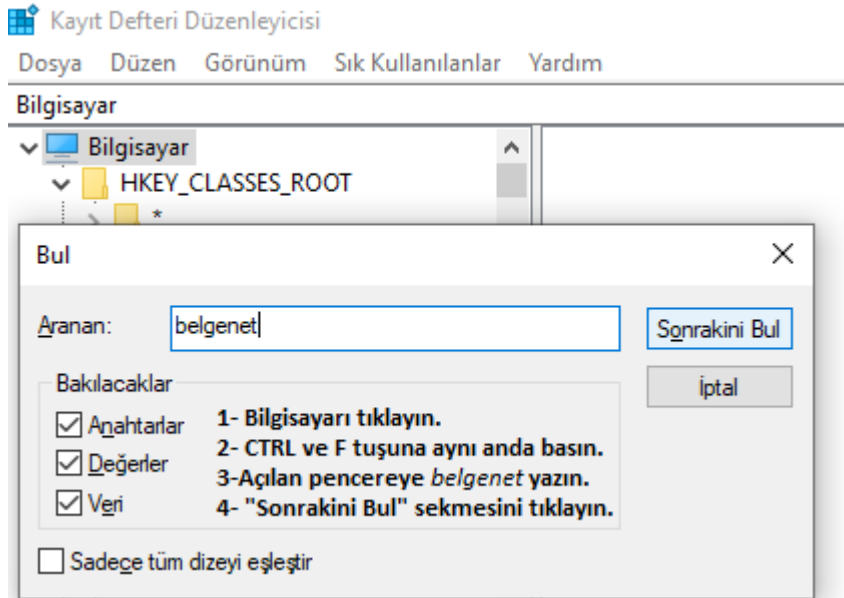 Kayıt Defteri Düzenleyicisi
Dosya Düzen Görünüm Sık Kullanılanlar Yardım
Bilgisayar
Bilgisayar
HKEY_CLASSES_ROOT
*
Bul
Aranan: belgenet Sonrakini Bul
İptal
Bakılacaklar
Anahtarlar
Değerler
Veri
1- Bilgisayarı tıklayın.
2- CTRL ve F tuşuna aynı anda basın.
3-Açılan pencereye belgenet yazın.
4- "Sonrakini Bul" sekmesini tıklayın.
Sadece tüm dizeyi eşleştir